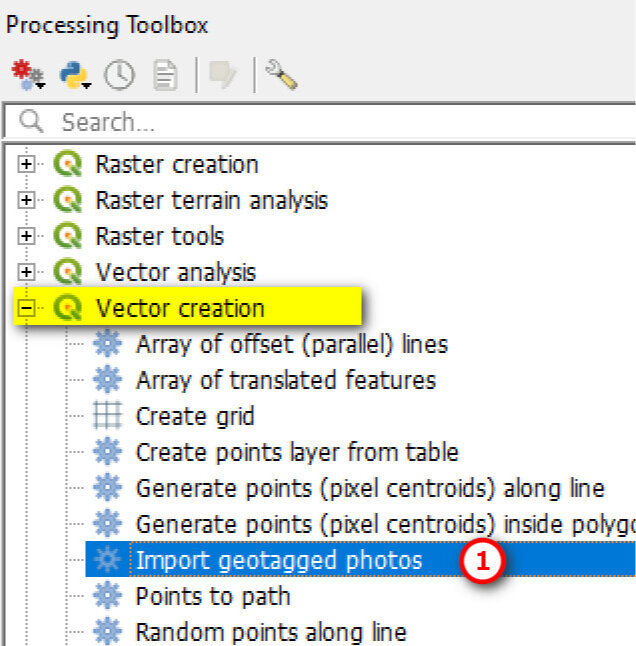 Processing Toolbox
Search...
Raster creation
Raster terrain analysis
Raster tools
Vector analysis
Vector creation
Array of offset (parallel) lines
Array of translated features
Create grid
Create points layer from table
Generate points (pixel centroids) along line
Generate points (pixel centroids) inside polygo
Import geotagged photos 1
Points to path
Random points along line